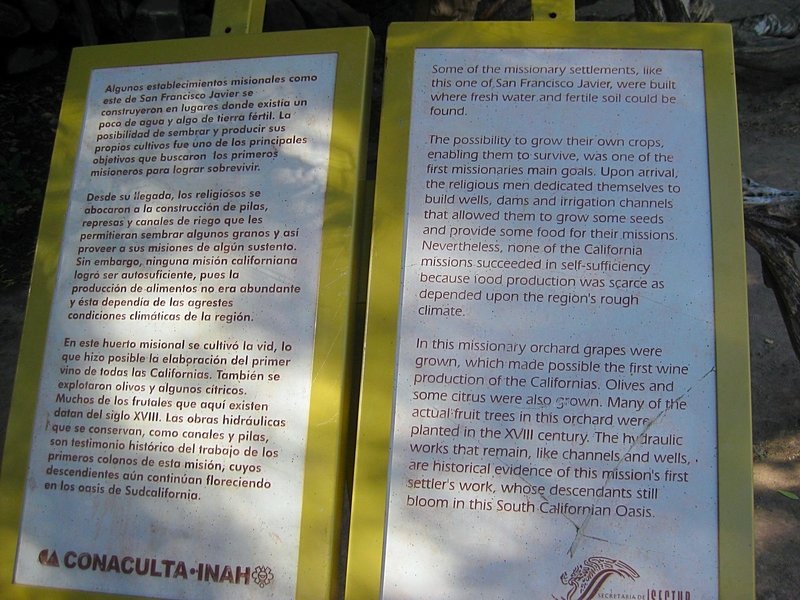 Algunos establecimientos misionales como
este de San Francisco Javier se
construyeron en lugares donde existía un
poco de agua y algo de tierra fértil. La
posibilidad de sembrar y producir sus
propios cultivos fue uno de los principales
objetivos que buscaron los primeros
misioneros para lograr sobrevivir.
Desde su llegada, los religiosos se
abocaron a la construcción de pilas,
represas y canales de riego que les
permitieran sembrar algunos granos y así
proveer a sus misiones de algún sustento.
Sin embargo, ninguna misión californiana
logró ser autosuficiente, pues la
producción de alimentos no era abundante
y ésta dependía de las agrestes
condiciones climáticas de la región.
En este huerto misional se cultivó la vid, lo
que hizo posible la elaboración del primer
vino de todas las Californias. También se
explotaron olivos y algunos cítricos.
Muchos de los frutales que aquí existen
datan del siglo XVIII. Las obras hidráulicas
que se conservan, como canales y pilas,
son testimonio histórico del trabajo de los
primeros colonos de esta misión, cuyos
descendientes aún continúan floreciendo
en los oasis de Sudcalifornia.
CONACULTA·INAH
Some of the missionary settlements, like
this one of San Francisco Javier, were built
where fresh water and fertile soil could be
found.
The possibility to grow their own crops,
enabling them to survive, was one of the
first missionaries main goals. Upon arrival,
the religious men dedicated themselves to
build wells, dams and irrigation channels
that allowed them to grow some seeds
and provide some food for their missions.
Nevertheless, none of the California
missions succeeded in self-sufficiency
because food production was scarce as
depended upon the region's rough
climate.
In this missionary orchard grapes were
grown, which made possible the first wine
production of the Californias. Olives and
some citrus were also grown. Many of the
actual fruit trees in this orchard were
planted in the XVIII century. The hydraulic
works that remain, like channels and wells,
are historical evidence of this mission's first
settler's work, whose descendants still
bloom in this South Californian Oasis.
SECRETARIA DE SECTUR